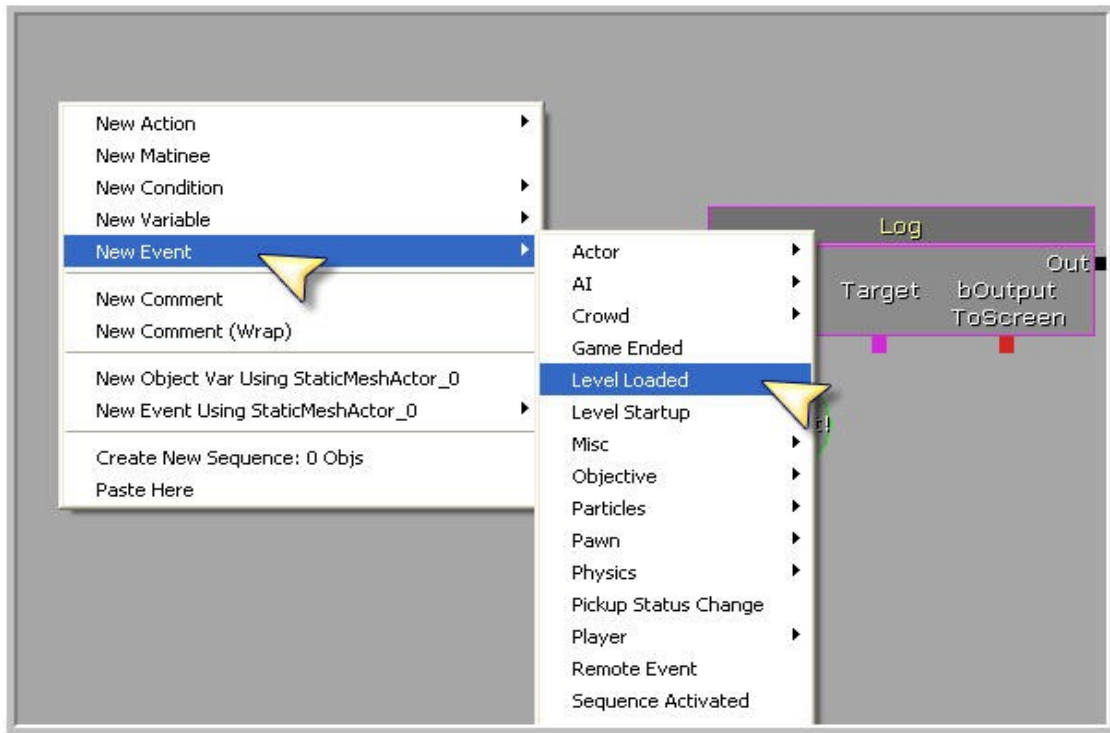 New Action
New Matinee
New Condition
New Variable
New Event
New Comment
New Comment (Wrap)
New Object Var Using StaticMeshActor_0
New Event Using StaticMeshActor_0
Create New Sequence: 0 Objs
Paste Here
Actor
AI
Crowd
Game Ended
Level Loaded
Level Startup
Misc
Objective
Particles
Pawn
Physics
Pickup Status Change
Player
Remote Event
Sequence Activated
Log
Out
Target
bOutput
ToScreen